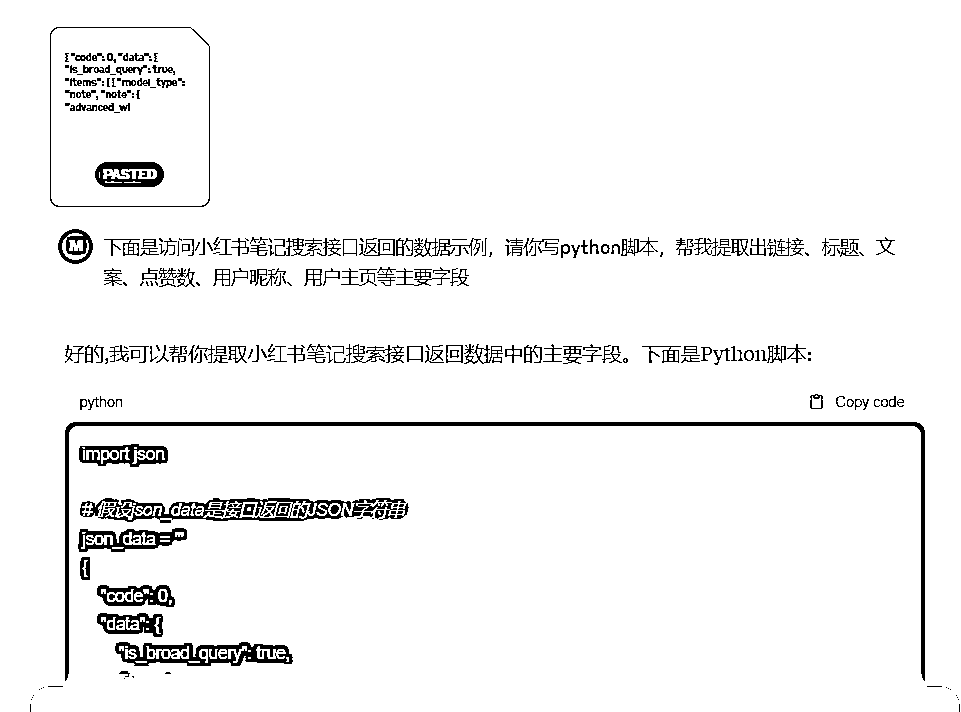 { "code": 0, "data": {
"is_broad_query": true,
"items": [ { "model_type":
"note", "note": {
"advanced_wi
PASTED
M
下面是访问小红书笔记搜索接口返回的数据示例，请你写python脚本，帮我提取出链接、标题、文
案、点赞数、用户昵称、用户主页等主要字段
好的,我可以帮你提取小红书笔记搜索接口返回数据中的主要字段。下面是Python脚本:
python
Copy code
import json
# 假设json_data是接口返回的JSON字符串
json_data = '''
{
"code": 0,
"data": {
"is_broad_query": true,